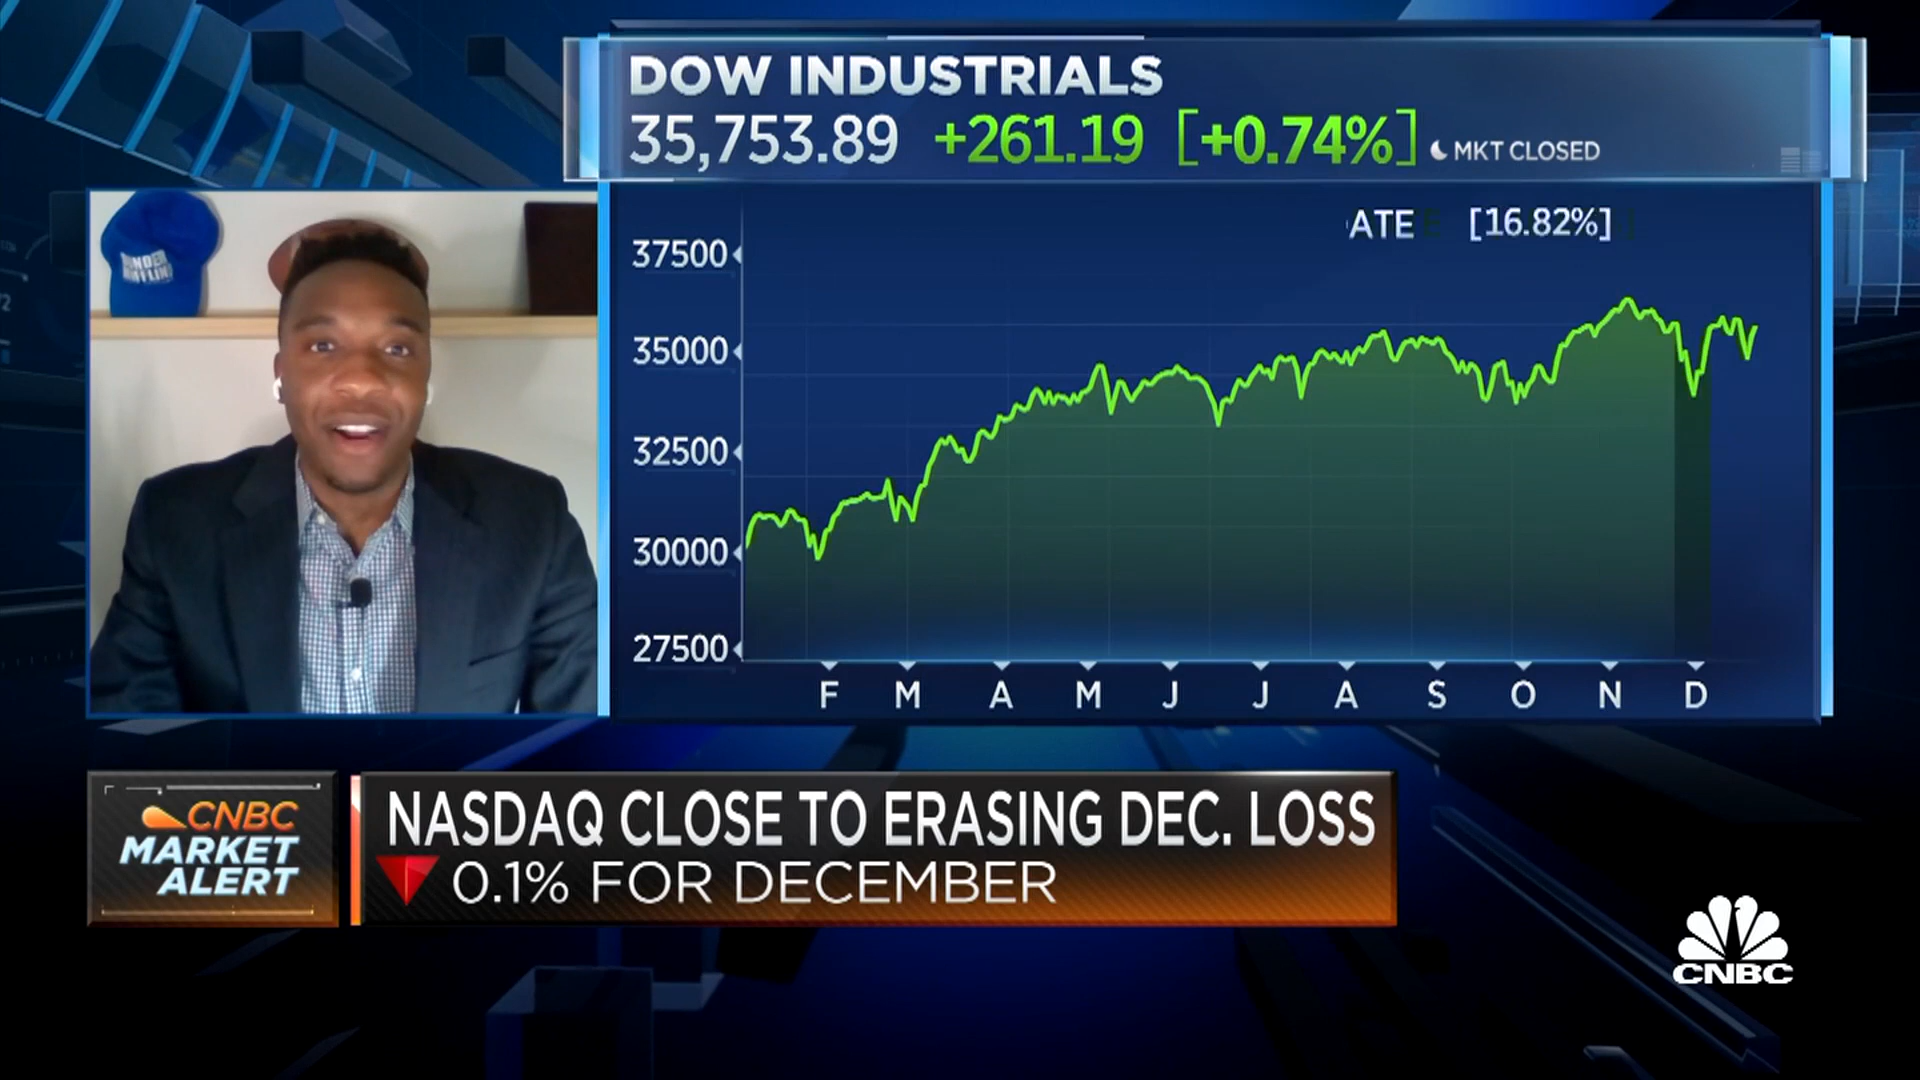 DOW INDUSTRIALS
35,753.89 +261.19 [+0.74%] MKT CLOSED
ATE [16.82%]
37500
35000
32500
30000
27500
F M A M J J A S O N D
CNBC
MARKET
ALERT
NASDAQ CLOSE TO ERASING DEC. LOSS
0.1% FOR DECEMBER
CNBC